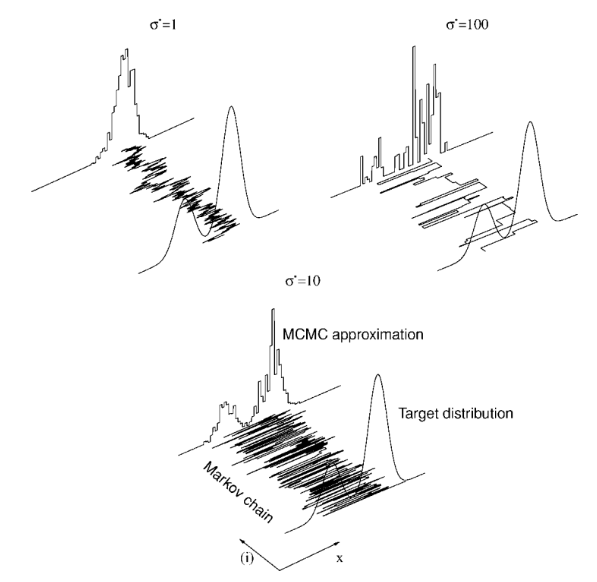 σ*=1
σ*=100
σ*=10
MCMC approximation
Target distribution
Markov chain
(i)
x